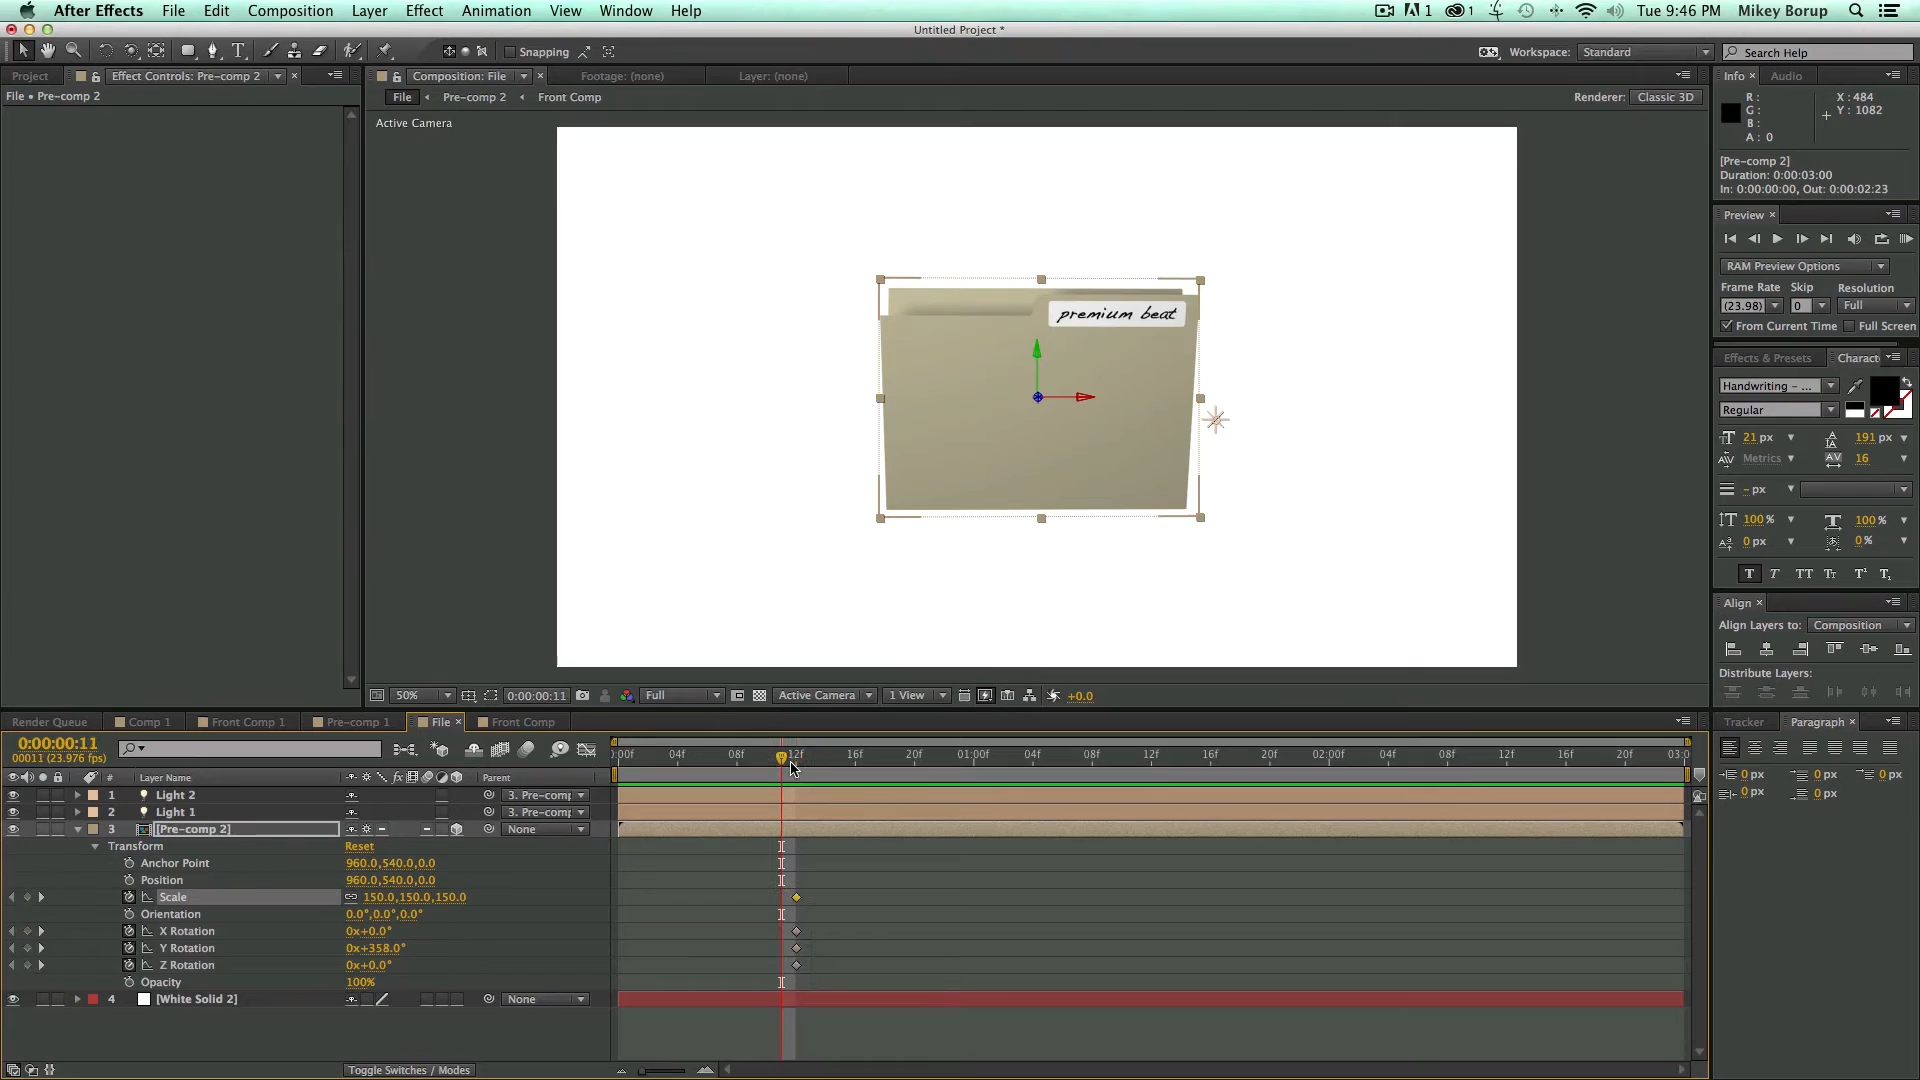 After Effects File Edit Composition Layer Effect Animation View Window Help 1 1 Tue 9:46 PM Mikey Borup
Untitled Project *
Snapping Workspace: Standard Search Help
Project Effect Controls: Pre-comp 2 × Composition: File × Footage: (none) Layer: (none) Info × Audio
File • Pre-comp 2
File Pre-comp 2 Front Comp Renderer: Classic 3D
Active Camera
R: G: B: A: 0
X: 484 Y: 1082
[Pre-comp 2]
Duration: 0:00:03:00
In: 0:00:00:00, Out: 0:00:02:23
Preview ×
RAM Preview Options
Frame Rate Skip Resolution
(23.98) 0 Full
From Current Time Full Screen
premium beat
Effects & Presets Charact
Handwriting - ...
Regular
21 px 191 px
Metrics 16
- px
100 % 100 %
0 px 0 %
T T TT Tt T¹ T₁
Align ×
Align Layers to: Composition
Distribute Layers:
50% 0:00:00:11 Full Active Camera 1 View +0.0
Render Queue Comp 1 Front Comp 1 Pre-comp 1 File × Front Comp Tracker Paragraph ×
0:00:00:11
00011 (23.976 fps)
:00f 04f 08f 12f 16f 20f 01:00f 04f 08f 12f 16f 20f 02:00f 04f 08f 12f 16f 20f 03:0
# Layer Name fx Parent
0 px 0 px 0 px
0 px 0 px
1 Light 2 3. Pre-comp
2 Light 1 3. Pre-comp
3 [Pre-comp 2] None
Transform Reset
Anchor Point 960.0,540.0,0.0
Position 960.0,540.0,0.0
Scale 150.0,150.0,150.0
Orientation 0.0°,0.0°,0.0°
X Rotation 0x+0.0°
Y Rotation 0x+358.0°
Z Rotation 0x+0.0°
Opacity 100%
4 [White Solid 2] None
Toggle Switches / Modes